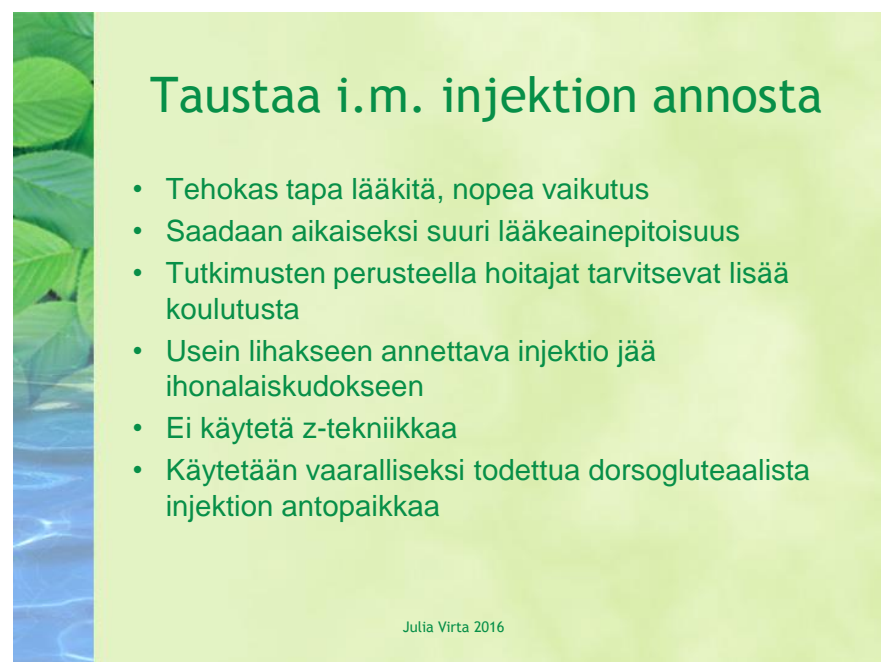 Taustaa i.m. injektion annosta
• Tehokas tapa lääkitä, nopea vaikutus
• Saadaan aikaiseksi suuri lääkeainepitoisuus
• Tutkimusten perusteella hoitajat tarvitsevat lisää
koulutusta
• Usein lihakseen annettava injektio jää
ihonalaiskudokseen
• Ei käytetä z-tekniikkaa
• Käytetään vaaralliseksi todettua dorsogluteaalista
injektion antopaikkaa
Julia Virta 2016